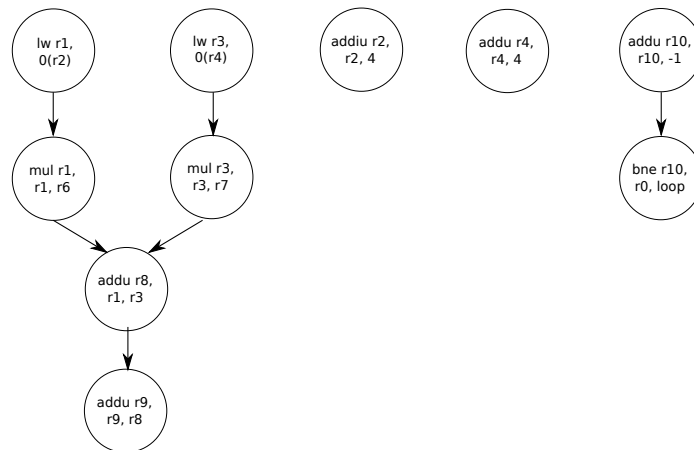 lw r1,
0(r2)
lw r3,
0(r4)
addiu r2,
r2, 4
addu r4,
r4, 4
addu r10,
r10, -1
mul r1,
r1, r6
mul r3,
r3, r7
bne r10,
r0, loop
addu r8,
r1, r3
addu r9,
r9, r8